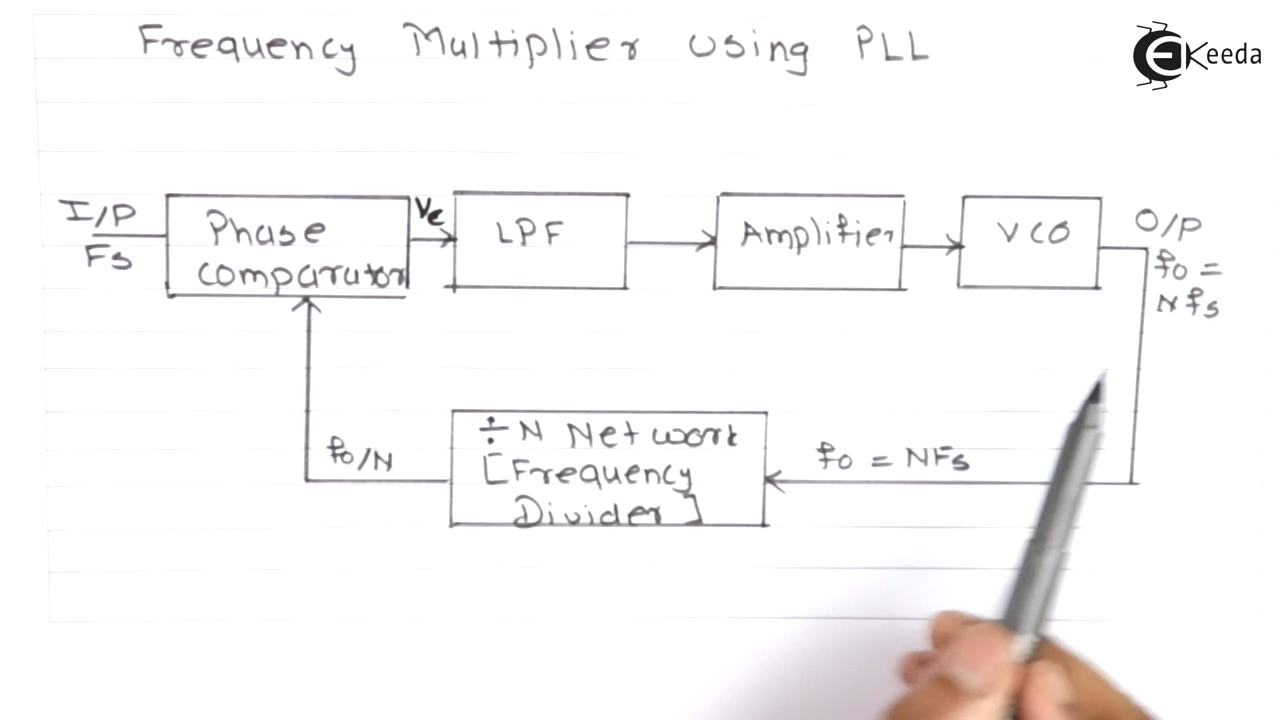 Frequency Multiplier using PLL
EKeeda
I/P
Fs
Phase
comparator
Ve
LPF
Amplifier
VCO
O/P
fo =
Nfs
÷N Network
[Frequency
Divider]
fo/N
fo = NFs